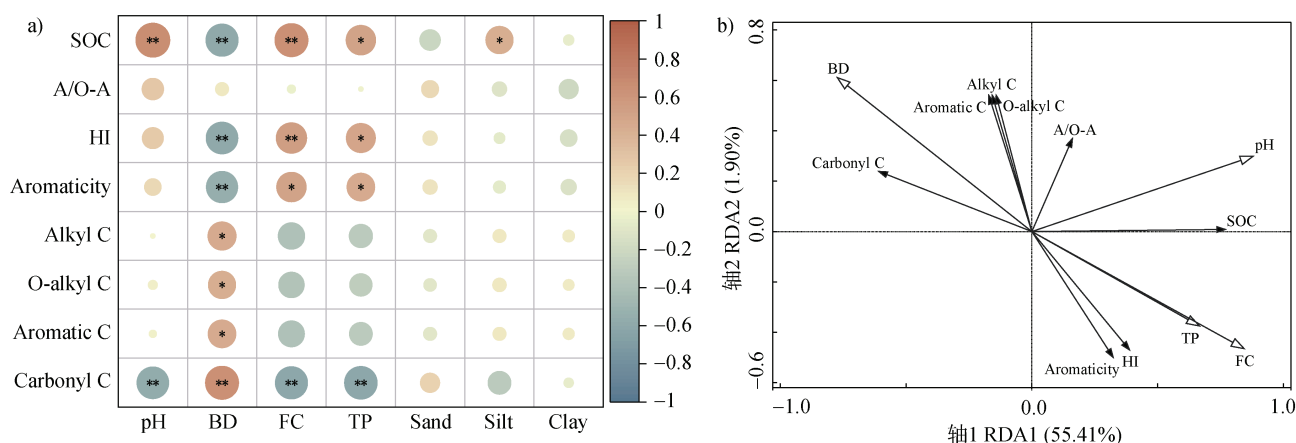 a)
SOC ** ** ** * *
A/O-A
HI ** ** *
Aromaticity ** * *
Alkyl C *
O-alkyl C *
Aromatic C *
Carbonyl C ** ** ** **
pH BD FC TP Sand Silt Clay
1
0.8
0.6
0.4
0.2
0
−0.2
−0.4
−0.6
−0.8
−1
b)
轴2 RDA2 (1.90%)
0.8
0.0
−0.6
BD
Alkyl C
Aromatic C O-alkyl C
A/O-A
pH
Carbonyl C
SOC
TP
FC
Aromaticity HI
−1.0 0.0 1.0
轴1 RDA1 (55.41%)